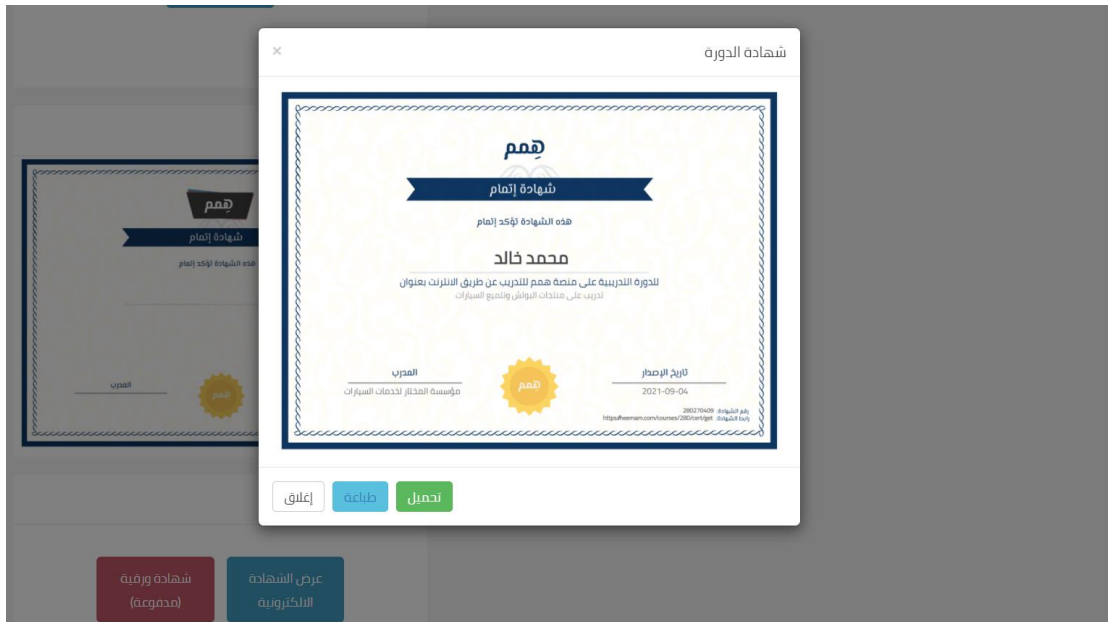 شهادة الدورة
×
هِمم
شهادة إتمام
هذه الشهادة تؤكد إتمام
محمد خالد
للدورة التدريبية على منصة همم للتدريب عن طريق الانترنت بعنوان
تدريب على منتجات البولش وتلميع السيارات
تاريخ الإصدار
2021-09-04
همم
المدرب
مؤسسة المختار لخدمات السيارات
رقم الشهادة: 280270409
رابط الشهادة: https://heemam.com/courses/280/cert/get
تحميل
طباعة
إغلاق
هِمم
شهادة إتمام
هذه الشهادة تؤكد إتمام
المدرب
همم
عرض الشهادة
الالكترونية
شهادة ورقية
(مدفوعة)